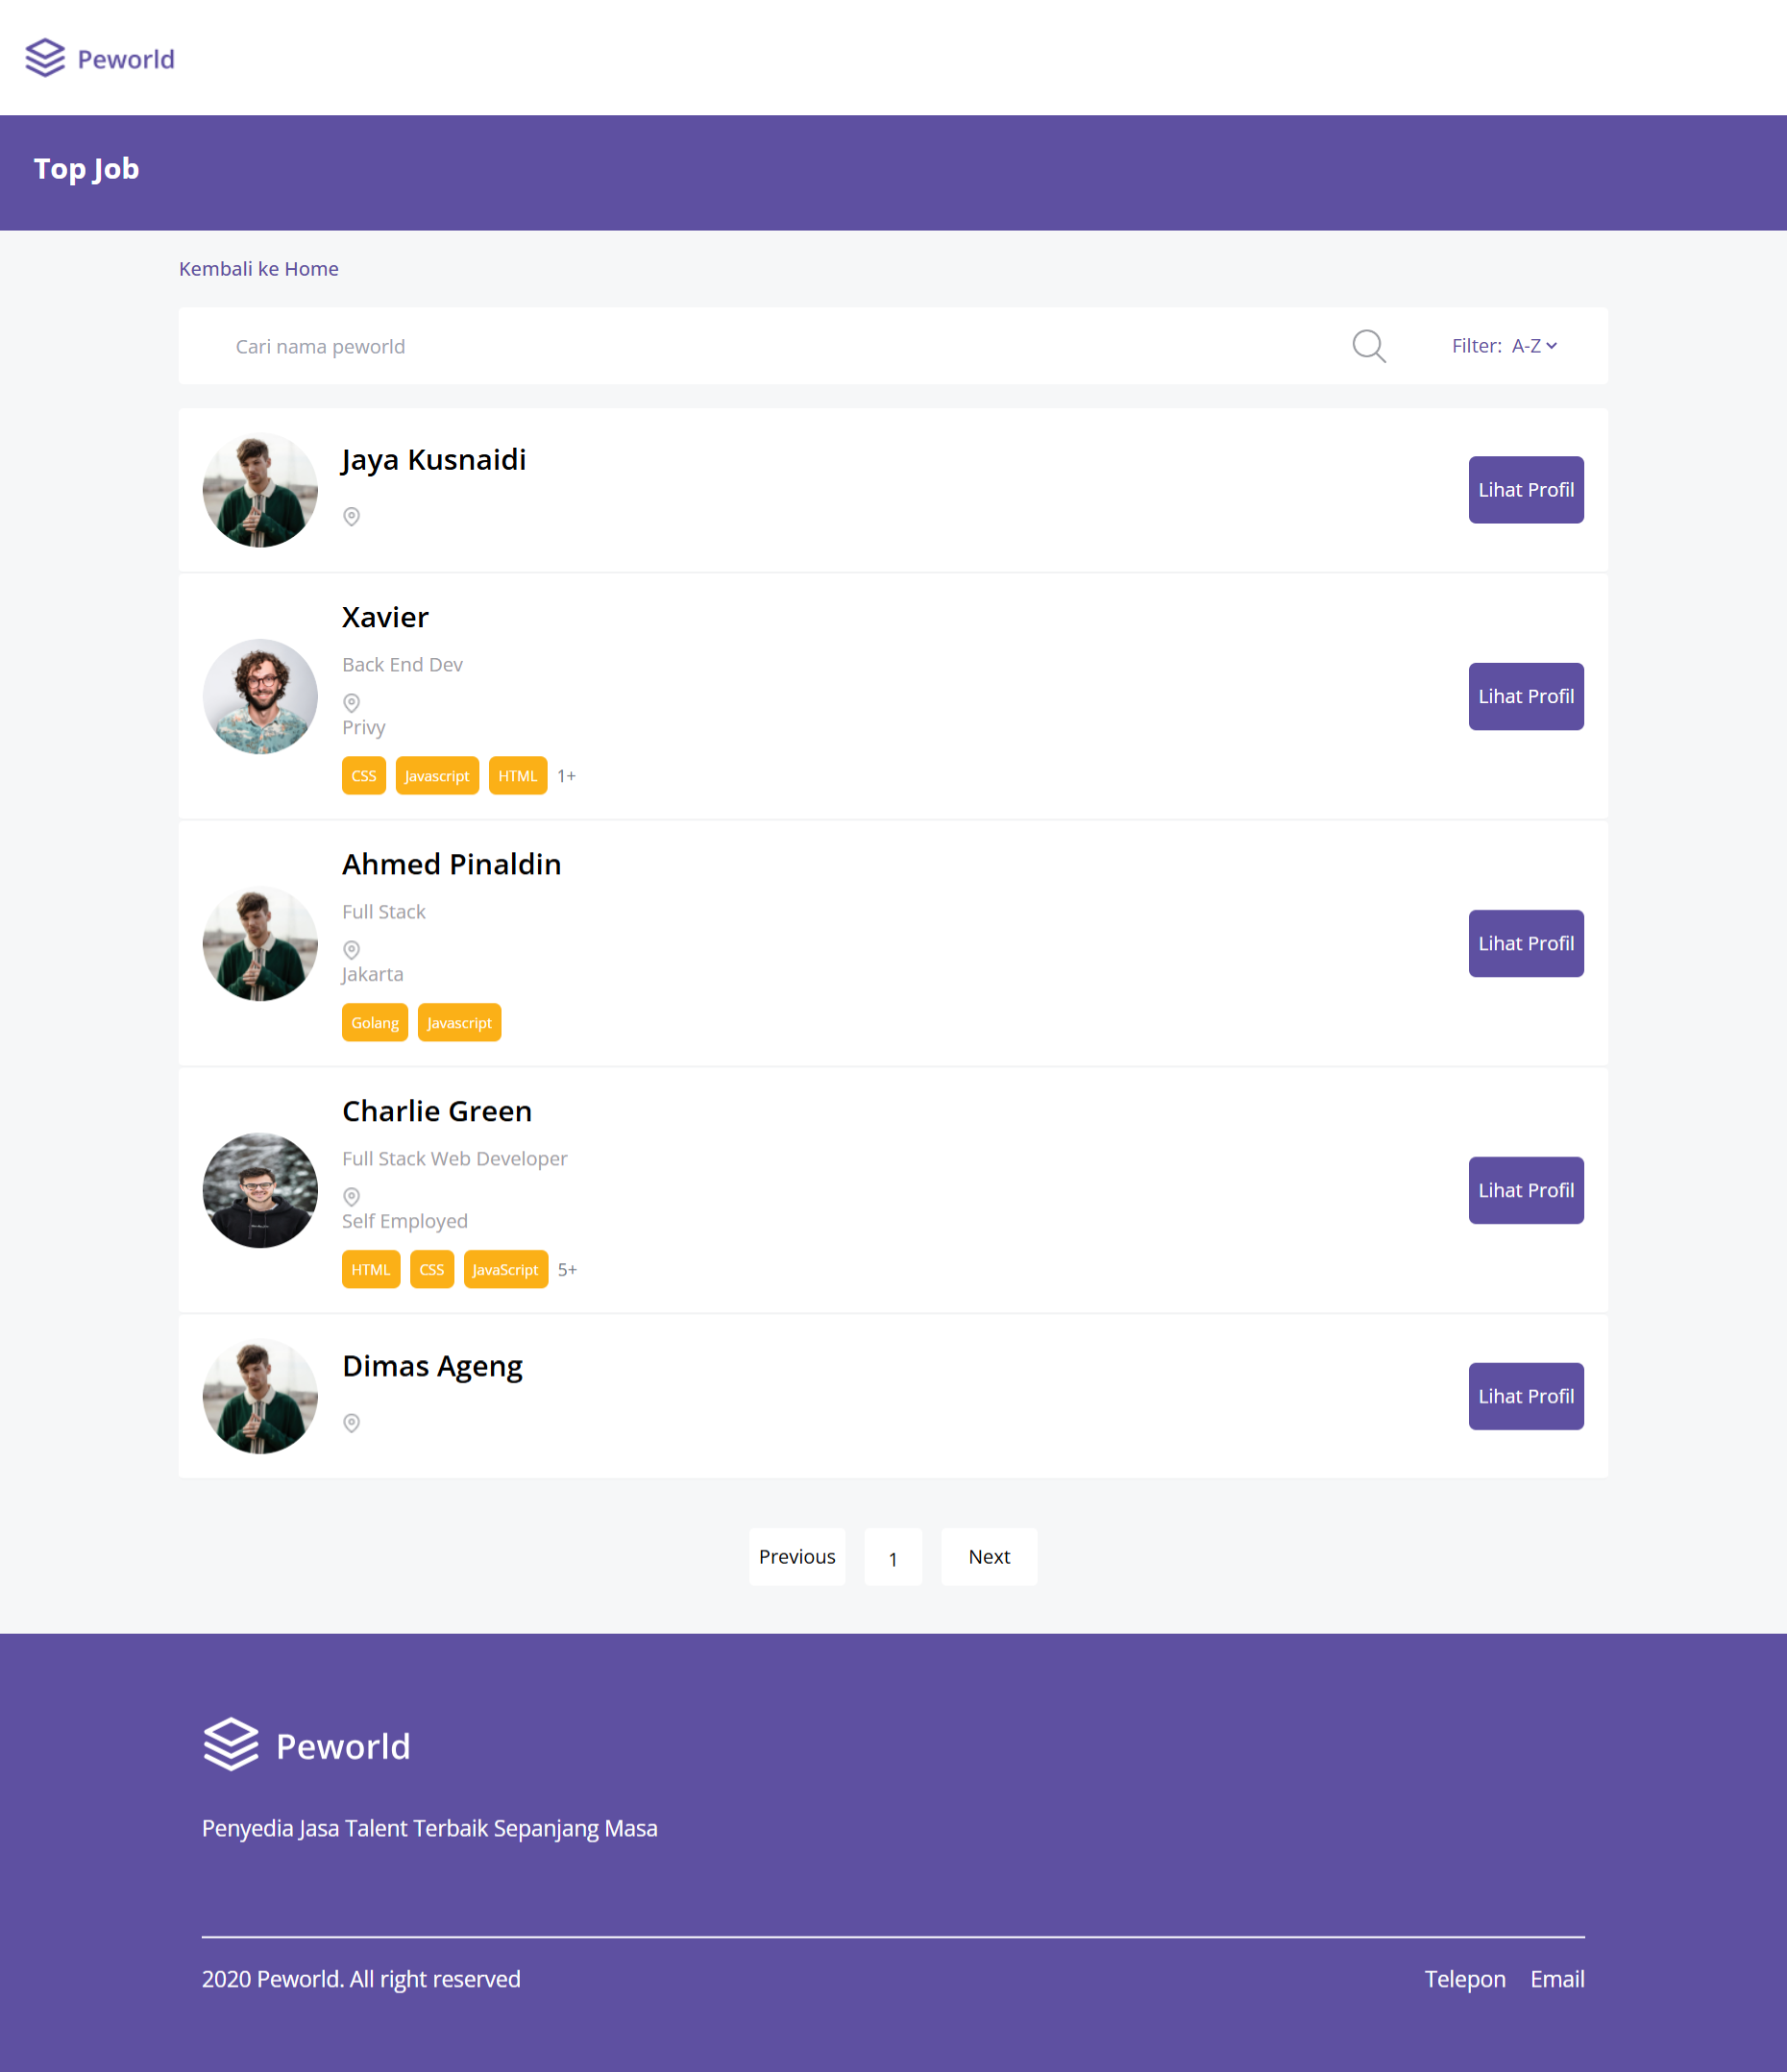 Peworld
Top Job
Kembali ke Home
Cari nama peworld
Filter: A-Z
Jaya Kusnaidi
Lihat Profil
Xavier
Back End Dev
Privy
CSS Javascript HTML 1+
Lihat Profil
Ahmed Pinaldin
Full Stack
Jakarta
Golang Javascript
Lihat Profil
Charlie Green
Full Stack Web Developer
Self Employed
HTML CSS JavaScript 5+
Lihat Profil
Dimas Ageng
Lihat Profil
Previous 1 Next
Peworld
Penyedia Jasa Talent Terbaik Sepanjang Masa
2020 Peworld. All right reserved
Telepon Email